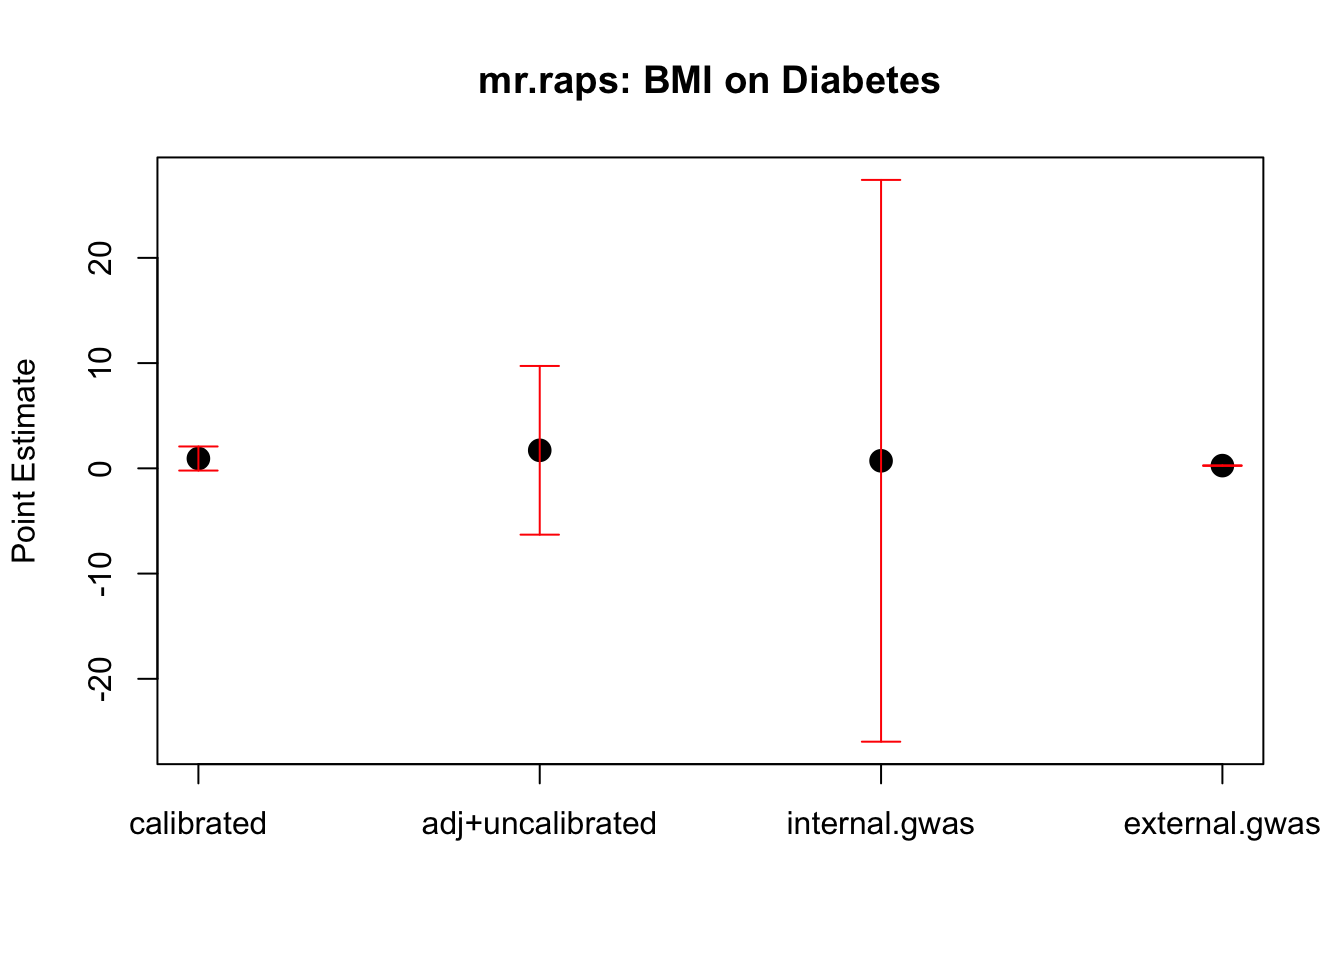 mr.raps: BMI on Diabetes
Point Estimate
20
10
0
-10
-20
calibrated
adj+uncalibrated
internal.gwas
external.gwas